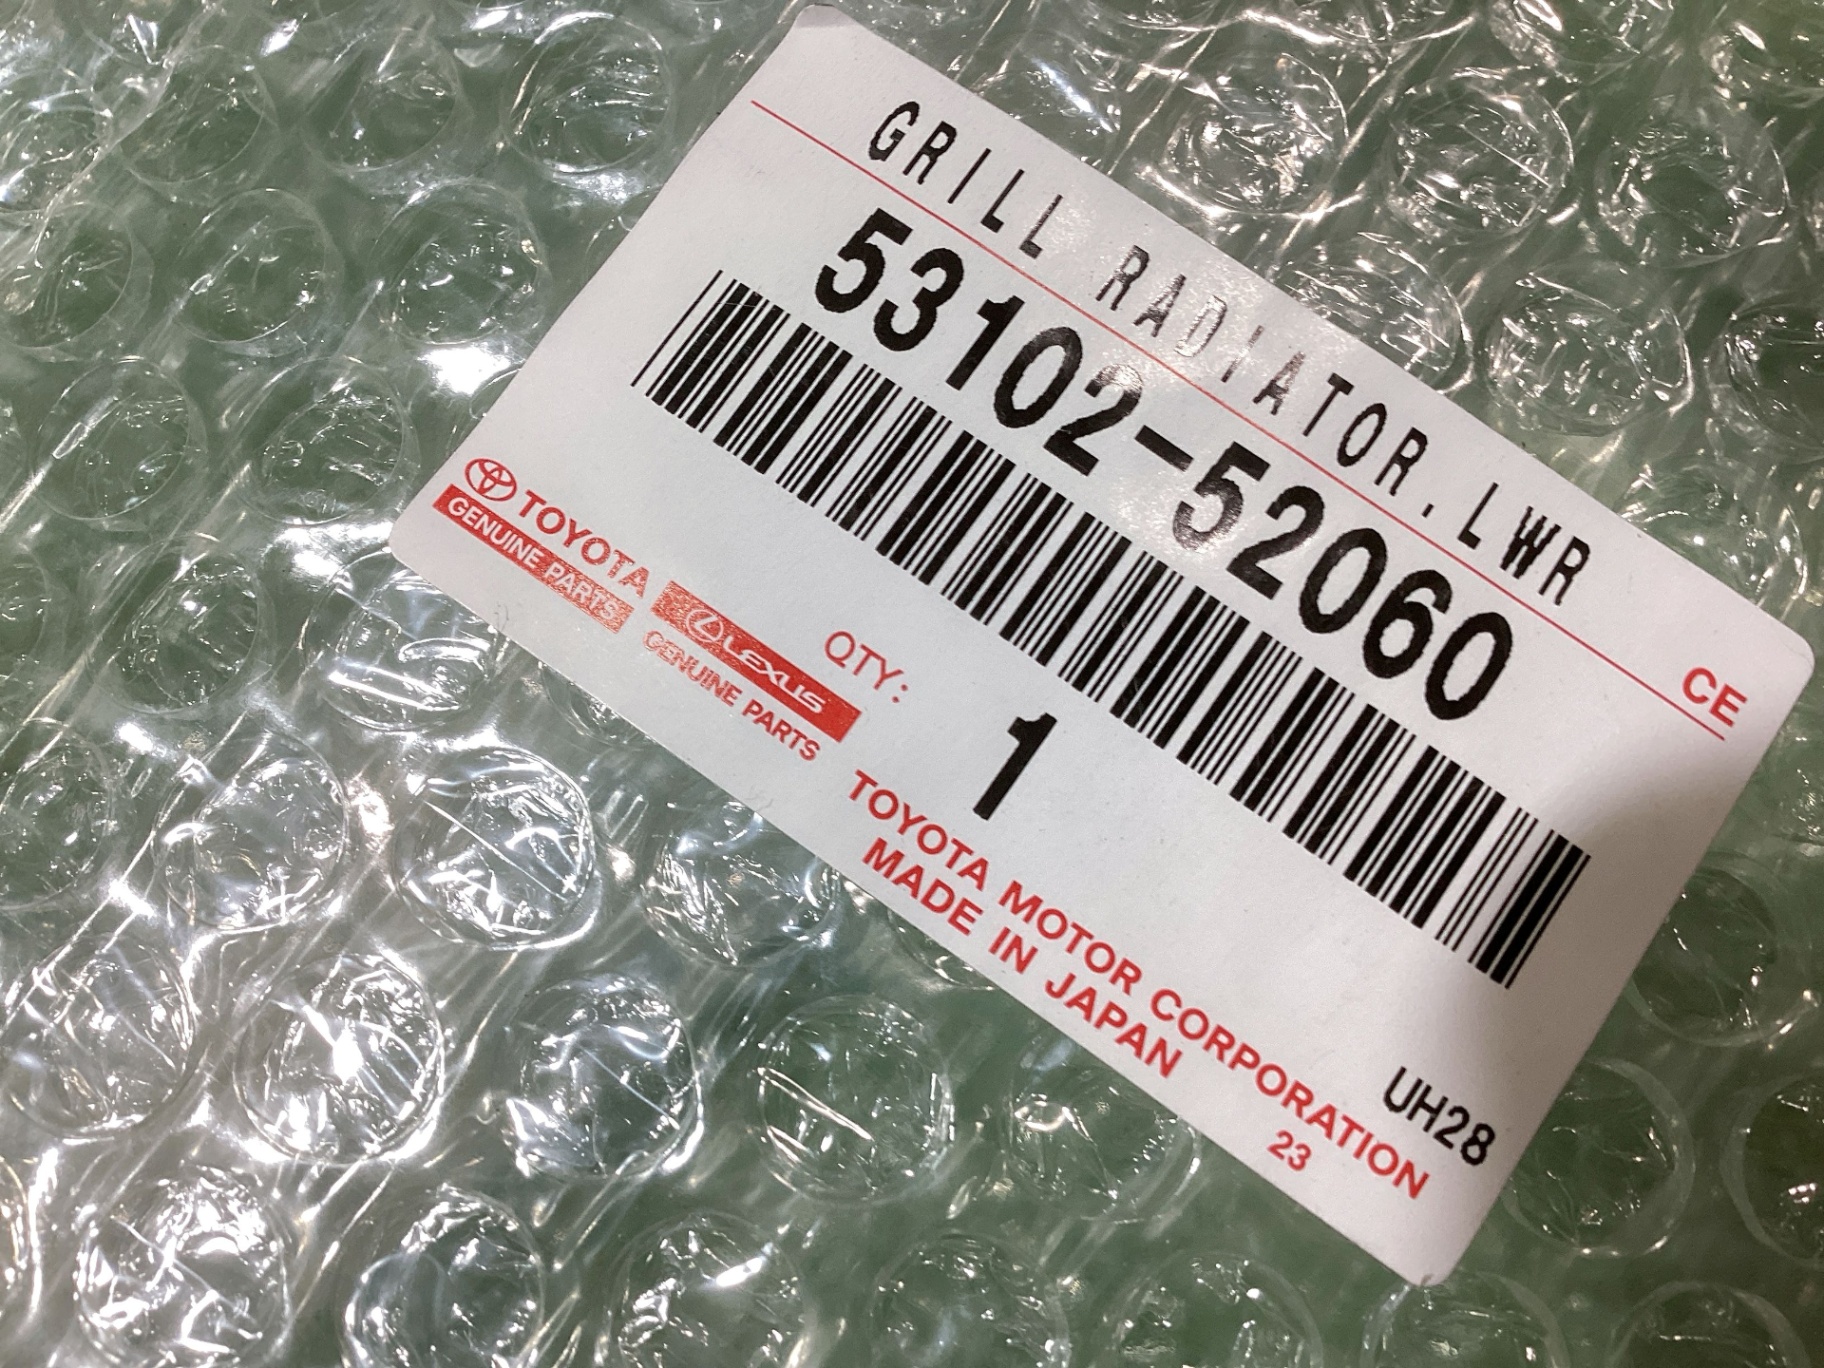 GRILL RADIATOR.LWR
CE
53102-52060
TOYOTA
GENUINE PARTS
LEXUS
GENUINE PARTS
QTY:
1
TOYOTA MOTOR CORPORATION
MADE IN JAPAN
23
UH28